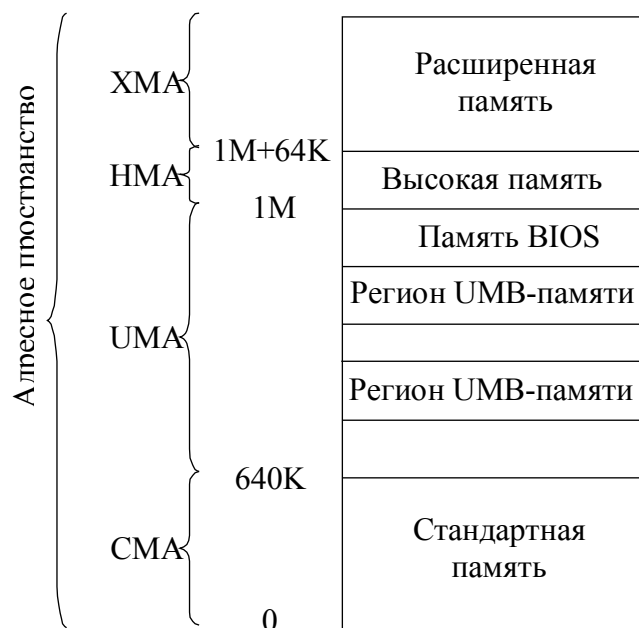 Адресное пространство
XMA
HMA
UMA
CMA
1M+64K
1M
640K
0
Расширенная
память
Высокая память
Память BIOS
Регион UMB-памяти
Регион UMB-памяти
Стандартная
память